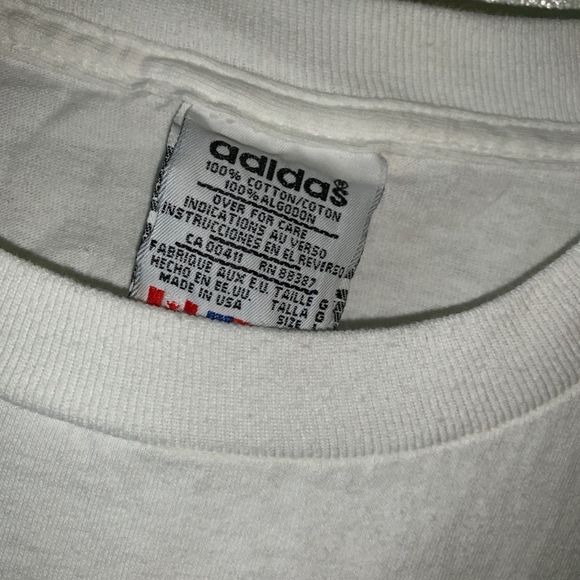 adidas®
100% COTTON/COTON
100% ALGODON
OVER FOR CARE
INDICATIONS AU VERSO
INSTRUCCIONES EN EL REVERSO
CA 00411 RN 88387
FABRIQUE AUX E.U. TAILLE G
HECHO EN EE.UU. TALLA G
MADE IN USA SIZE